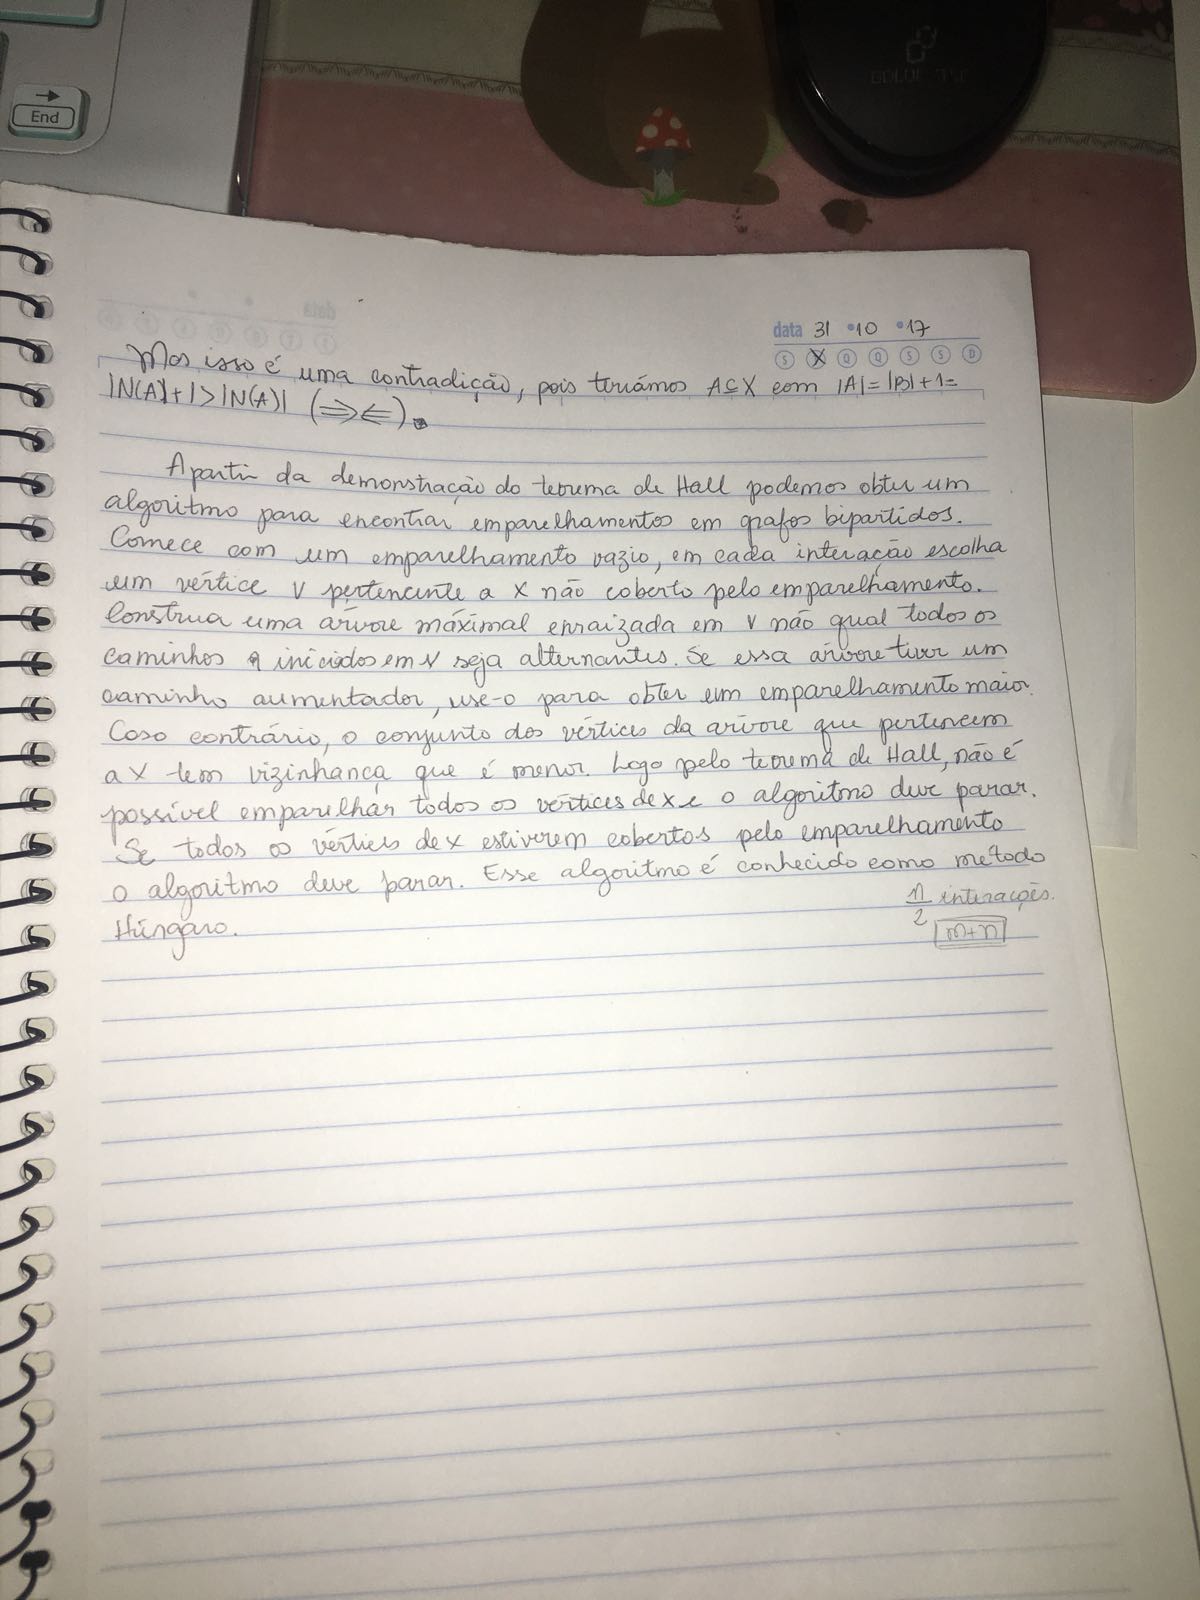 End
data 31 10 17
S X Q Q S S D
Mas isso é uma contradição, pois teriámos A⊆X com |A|=|B|+1=
|N(A)|+1>|N(A)| (⇒⇐).
A partir da demonstração do teorema de Hall podemos obter um
algoritmo para encontrar emparelhamentos em grafos bipartidos.
Comece com um emparelhamento vazio, em cada interação escolha
um vértice v pertencente a X não coberto pelo emparelhamento.
Construa uma árvore máximal enraizada em v não qual todos os
caminhos iniciados em v seja alternantes. Se essa árvore tiver um
caminho aumentador, use-o para obter um emparelhamento maior.
Caso contrário, o conjunto dos vértices da árvore que pertencem
a X tem vizinhança que é menor. Logo pelo teorema de Hall, não é
possível emparelhar todos os vértices de x e o algoritmo deve parar.
Se todos os vértices de x estiverem cobertos pelo emparelhamento
o algoritmo deve parar. Esse algoritmo é conhecido como método
Húngaro.
n/2 interações.
m+n